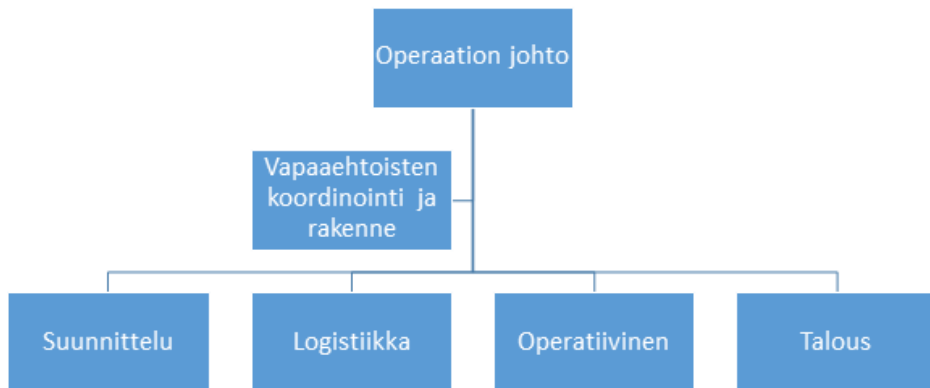 Operaation johto
Vapaaehtoisten
koordinointi ja
rakenne
Suunnittelu
Logistiikka
Operatiivinen
Talous